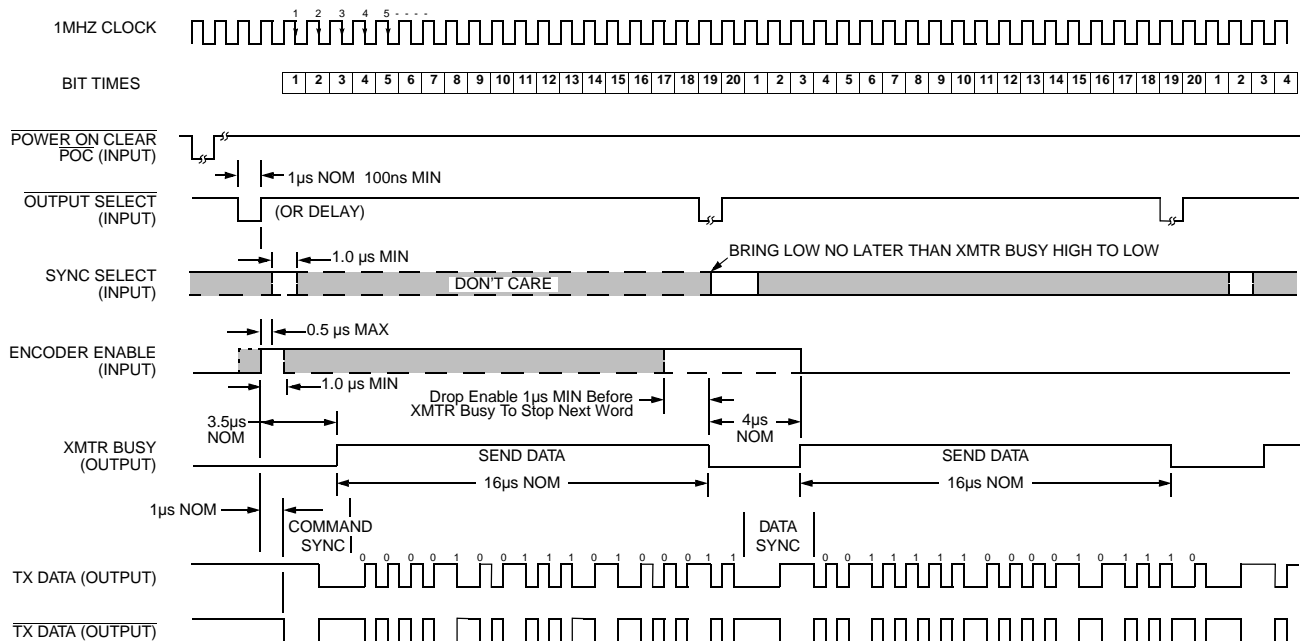 1 2 3 4 5 - - - -
1MHZ CLOCK
BIT TIMES 1 2 3 4 5 6 7 8 9 10 11 12 13 14 15 16 17 18 19 20 1 2 3 4 5 6 7 8 9 10 11 12 13 14 15 16 17 18 19 20 1 2 3 4
POWER ON CLEAR
POC (INPUT)
1µs NOM 100ns MIN
OUTPUT SELECT
(INPUT)
(OR DELAY)
BRING LOW NO LATER THAN XMTR BUSY HIGH TO LOW
1.0 µs MIN
SYNC SELECT
(INPUT)
DON'T CARE
0.5 µs MAX
ENCODER ENABLE
(INPUT)
1.0 µs MIN
Drop Enable 1µs MIN Before
XMTR Busy To Stop Next Word
3.5µs
NOM
4µs
NOM
XMTR BUSY
(OUTPUT)
SEND DATA
SEND DATA
16µs NOM
16µs NOM
1µs NOM
COMMAND
SYNC
DATA
SYNC
0 0 0 0 1 0 0 1 1 1 0 1 0 0 0 1 1
0 0 1 1 1 1 1 0 0 0 0 1 0 1 1 1 0
TX DATA (OUTPUT)
TX DATA (OUTPUT)